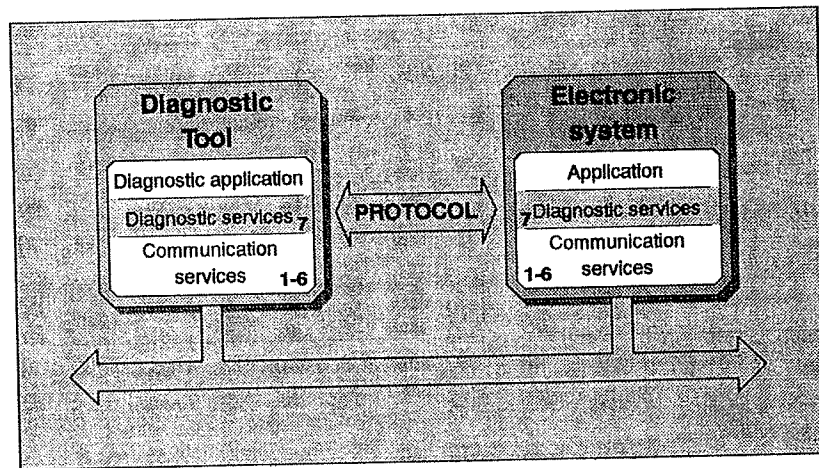 Diagnostic
Tool
Diagnostic application
Diagnostic services 7
Communication
services 1-6
PROTOCOL
Electronic
system
Application
7 Diagnostic services
Communication
1-6 services